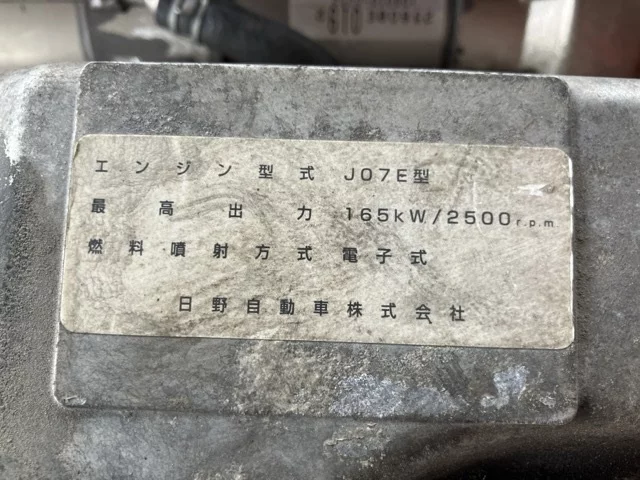 エンジン型式 J07E型
最高出力 165kW/2500r.p.m
燃料噴射方式 電子式
日野自動車株式会社